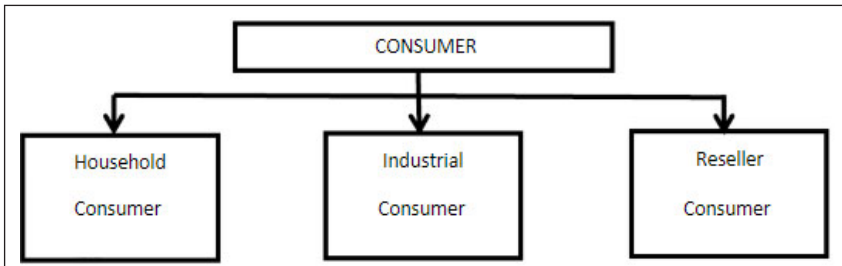 CONSUMER
Household
Consumer
Industrial
Consumer
Reseller
Consumer